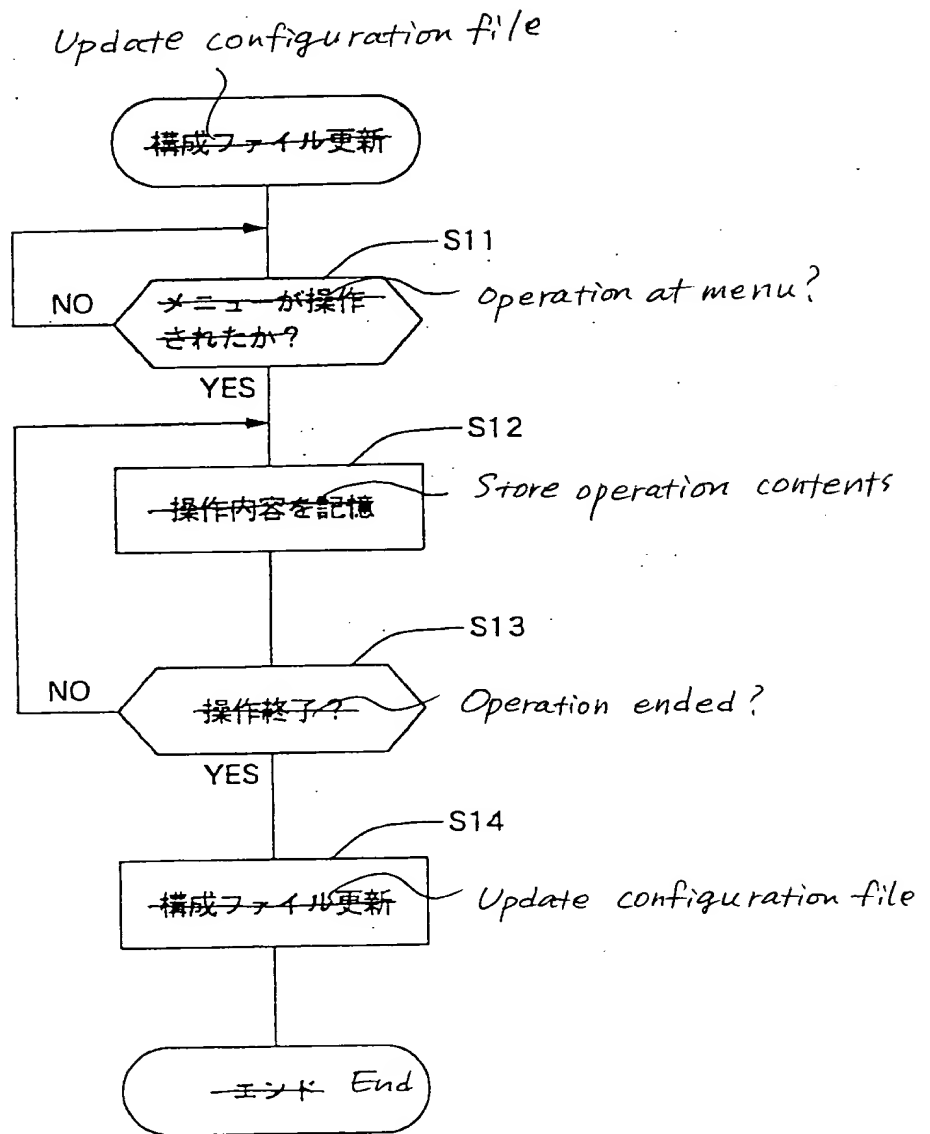 Update configuration file
構成ファイル更新
S11
メニューが操作
されたか?
Operation at menu?
NO
YES
S12
操作内容を記憶
Store operation contents
S13
NO
操作終了?
Operation ended?
YES
S14
構成ファイル更新
Update configuration file
エンド End